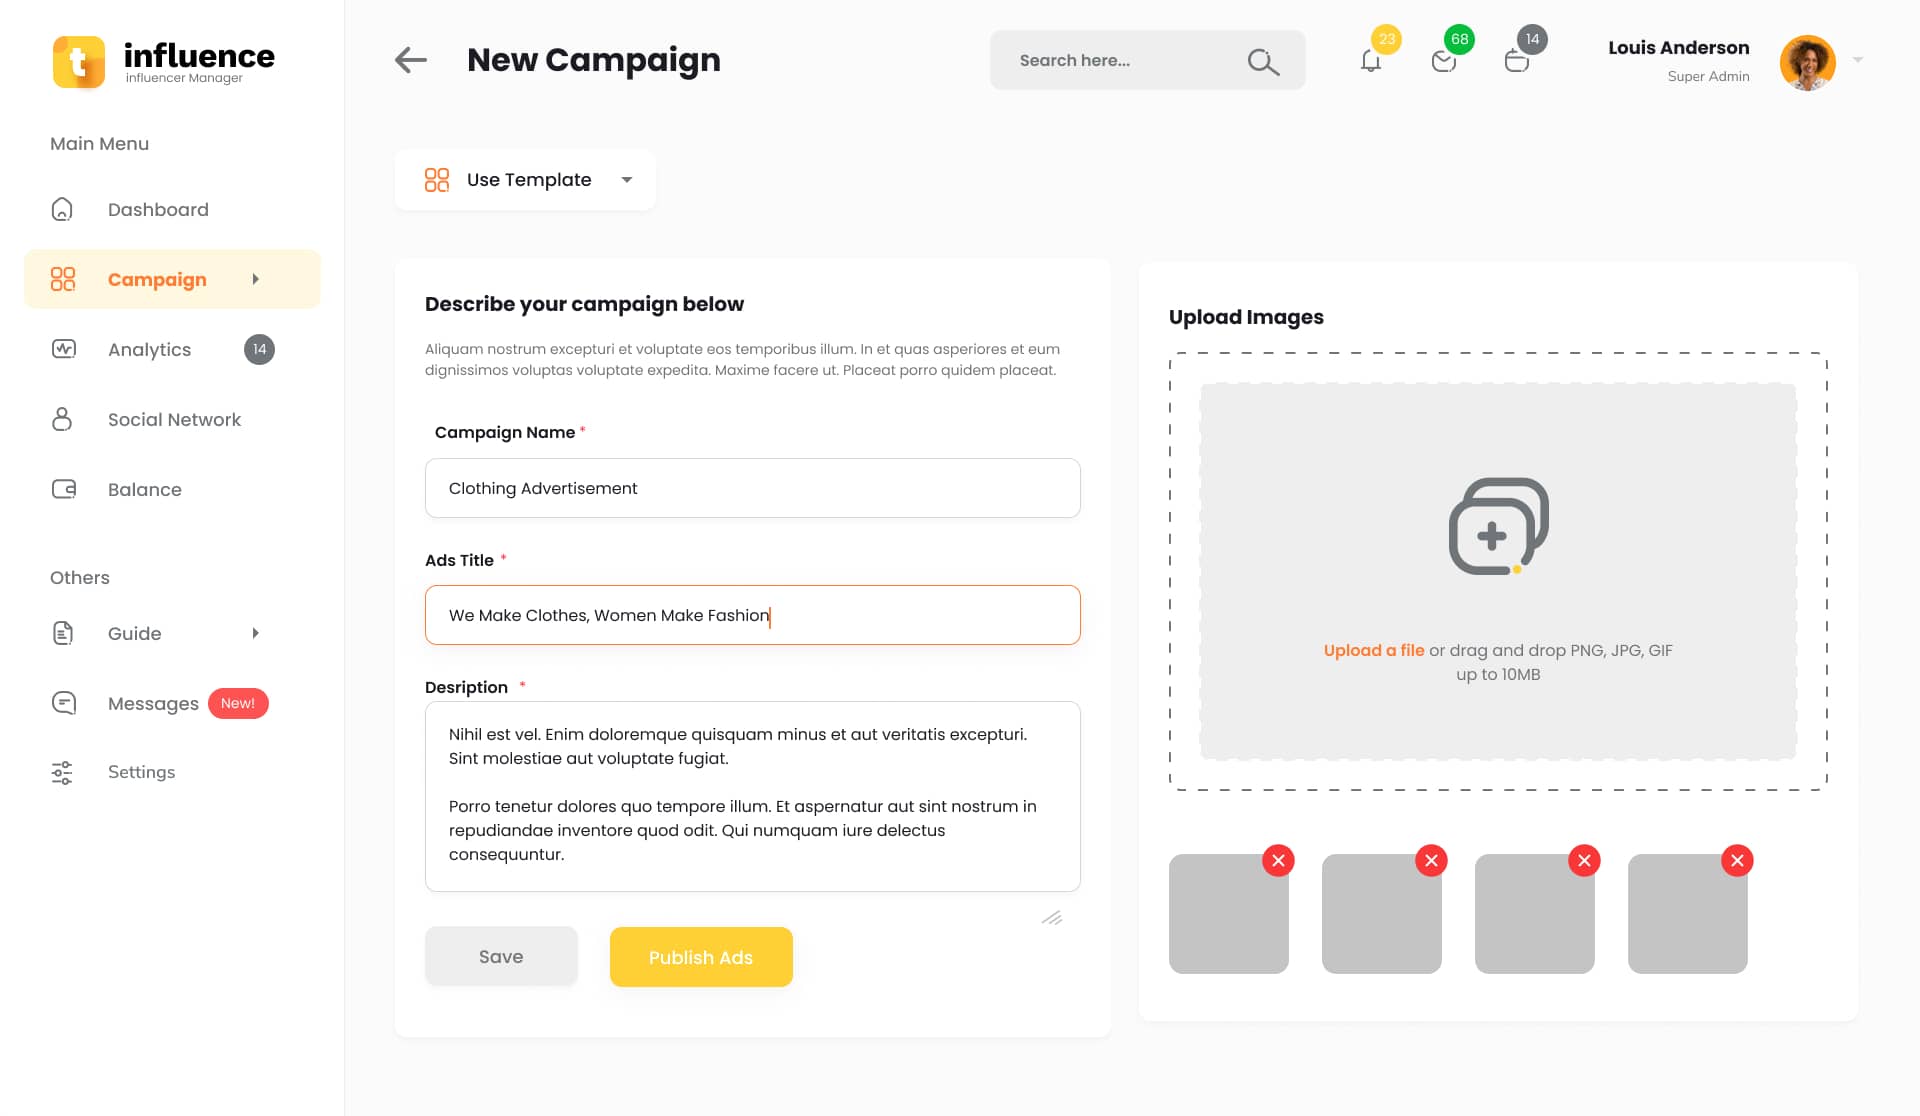 t
influence
influencer Manager
Main Menu
Dashboard
Campaign
Analytics
14
Social Network
Balance
Others
Guide
Messages
New!
Settings
New Campaign
Search here...
23
68
14
Louis Anderson
Super Admin
Use Template
Describe your campaign below
Aliquam nostrum excepturi et voluptate eos temporibus illum. In et quas asperiores et eum
dignissimos voluptas voluptate expedita. Maxime facere ut. Placeat porro quidem placeat.
Campaign Name *
Clothing Advertisement
Ads Title *
We Make Clothes, Women Make Fashion
Desription *
Nihil est vel. Enim doloremque quisquam minus et aut veritatis excepturi.
Sint molestiae aut voluptate fugiat.
Porro tenetur dolores quo tempore illum. Et aspernatur aut sint nostrum in
repudiandae inventore quod odit. Qui numquam iure delectus
consequuntur.
Save
Publish Ads
Upload Images
Upload a file or drag and drop PNG, JPG, GIF
up to 10MB